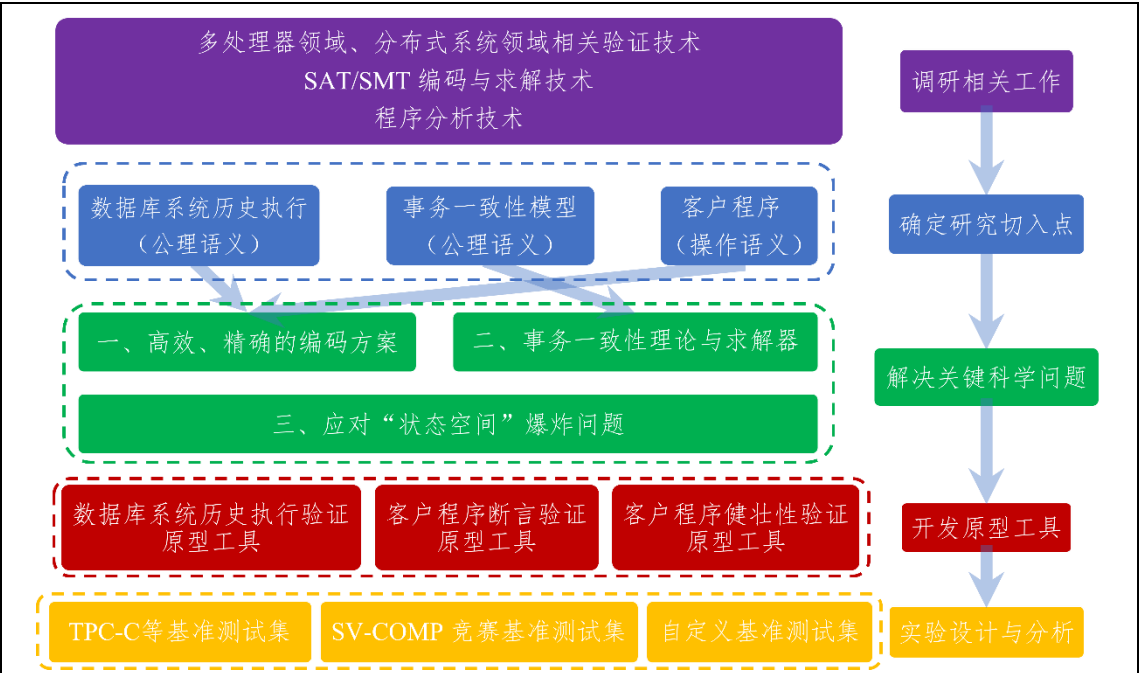 多处理器领域、分布式系统领域相关验证技术
SAT/SMT 编码与求解技术
程序分析技术
调研相关工作
数据库系统历史执行
（公理语义）
事务一致性模型
（公理语义）
客户程序
（操作语义）
确定研究切入点
一、高效、精确的编码方案
二、事务一致性理论与求解器
三、应对“状态空间”爆炸问题
解决关键科学问题
数据库系统历史执行验证
原型工具
客户程序断言验证
原型工具
客户程序健壮性验证
原型工具
开发原型工具
TPC-C等基准测试集
SV-COMP 竞赛基准测试集
自定义基准测试集
实验设计与分析